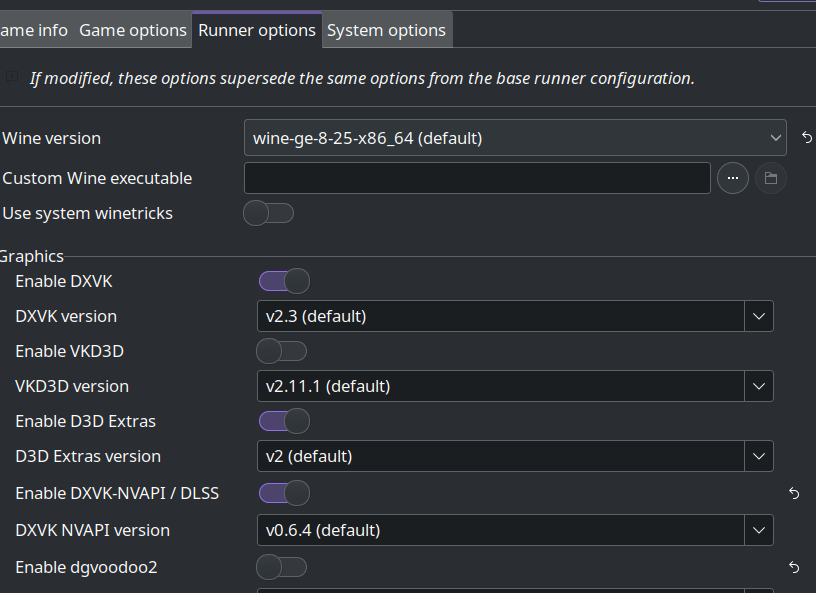 ame info Game options Runner options System options
If modified, these options supersede the same options from the base runner configuration.
Wine version wine-ge-8-25-x86_64 (default)
Custom Wine executable ...
Use system winetricks
Graphics
Enable DXVK
DXVK version v2.3 (default)
Enable VKD3D
VKD3D version v2.11.1 (default)
Enable D3D Extras
D3D Extras version v2 (default)
Enable DXVK-NVAPI / DLSS
DXVK NVAPI version v0.6.4 (default)
Enable dgvoodoo2